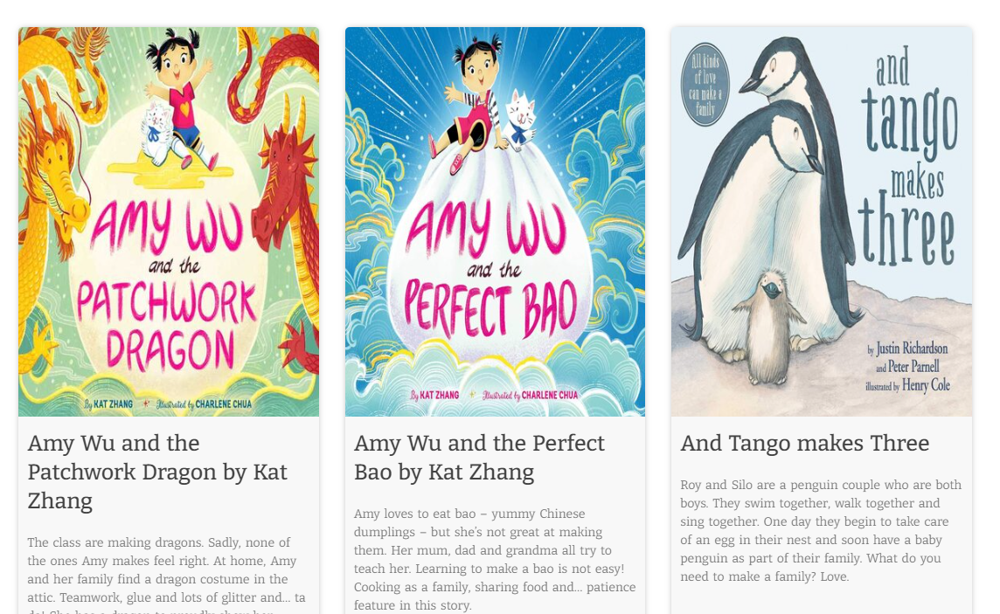 AMY WU
and the
PATCHWORK
DRAGON
By KAT ZHANG
Illustrated by CHARLENE CHUA
Amy Wu and the
Patchwork Dragon by Kat
Zhang
The class are making dragons. Sadly, none of
the ones Amy makes feel right. At home, Amy
and her family find a dragon costume in the
attic. Teamwork, glue and lots of glitter and... ta
AMY WU
and the
PERFECT BAO
By KAT ZHANG
Illustrated by CHARLENE CHUA
Amy Wu and the Perfect
Bao by Kat Zhang
Amy loves to eat bao – yummy Chinese
dumplings – but she's not great at making
them. Her mum, dad and grandma all try to
teach her. Learning to make a bao is not easy!
Cooking as a family, sharing food and... patience
feature in this story.
All kinds
of love
can make a
family
and
tango
makes
three
by Justin Richardson
and Peter Parnell
illustrated by Henry Cole
And Tango makes Three
Roy and Silo are a penguin couple who are both
boys. They swim together, walk together and
sing together. One day they begin to take care
of an egg in their nest and soon have a baby
penguin as part of their family. What do you
need to make a family? Love.